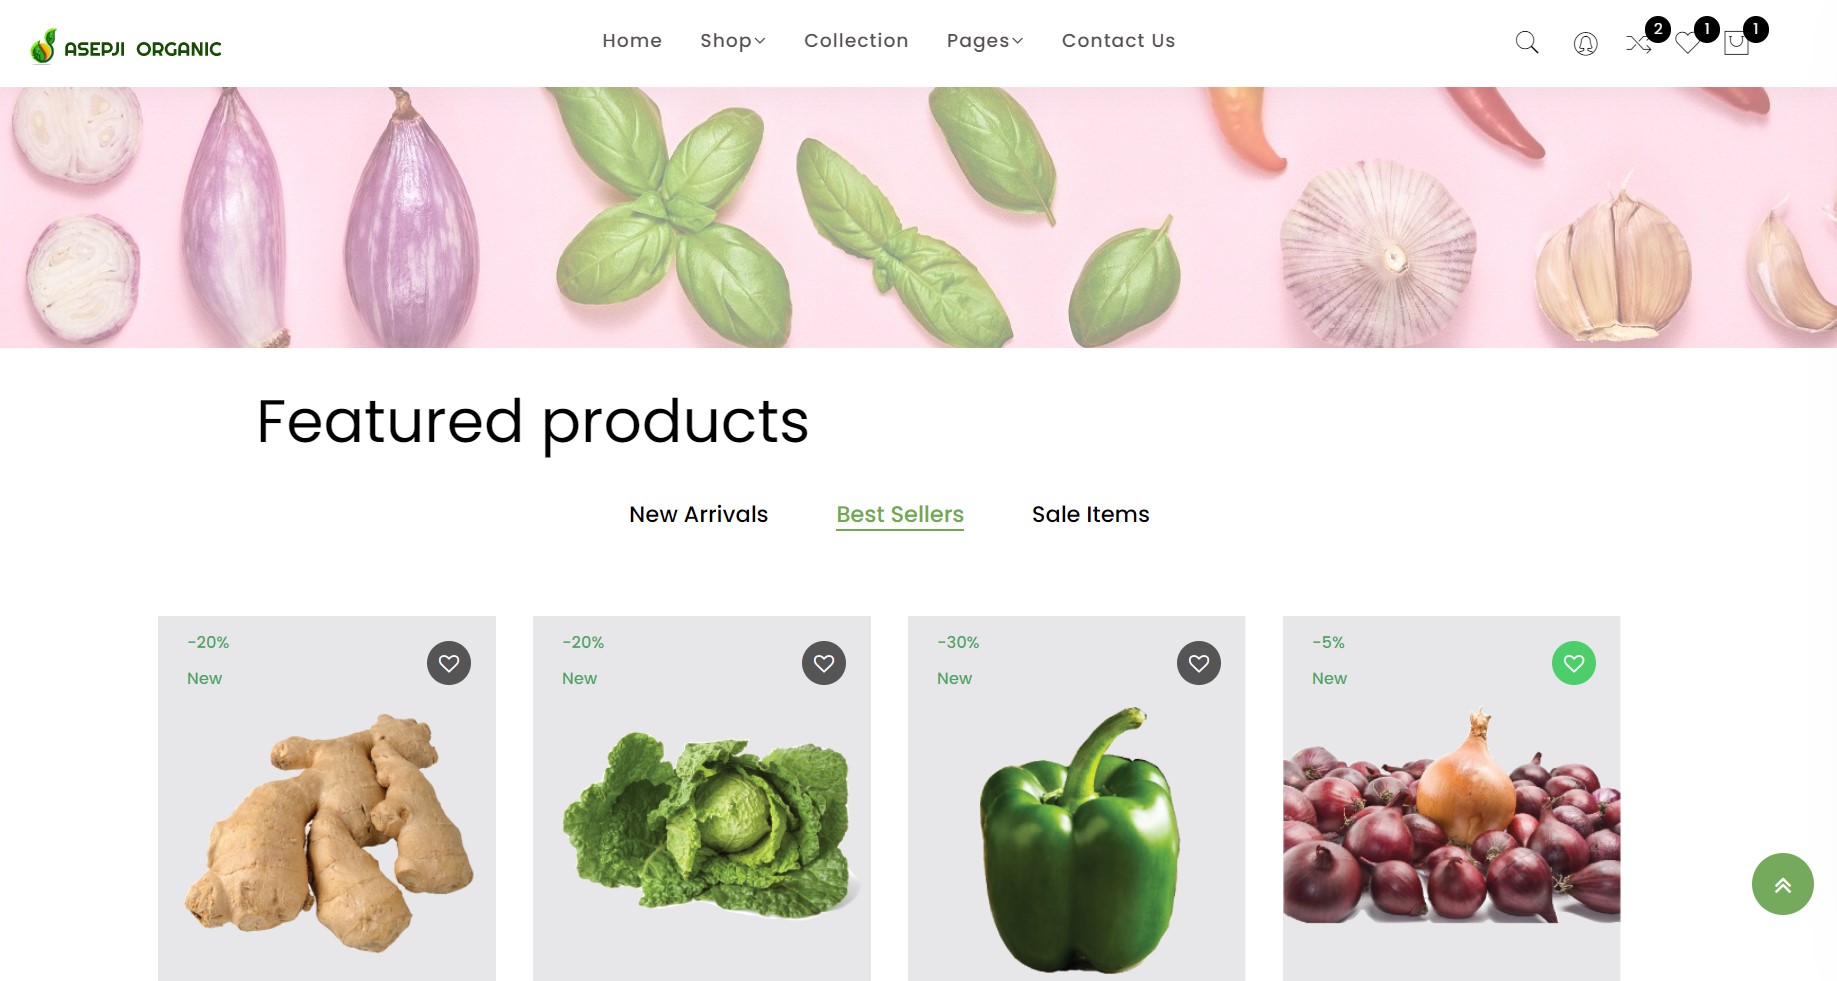 ASEPJI ORGANIC
Home
Shop
Collection
Pages
Contact Us
2
1
1
Featured products
New Arrivals
Best Sellers
Sale Items
-20%
New
-20%
New
-30%
New
-5%
New